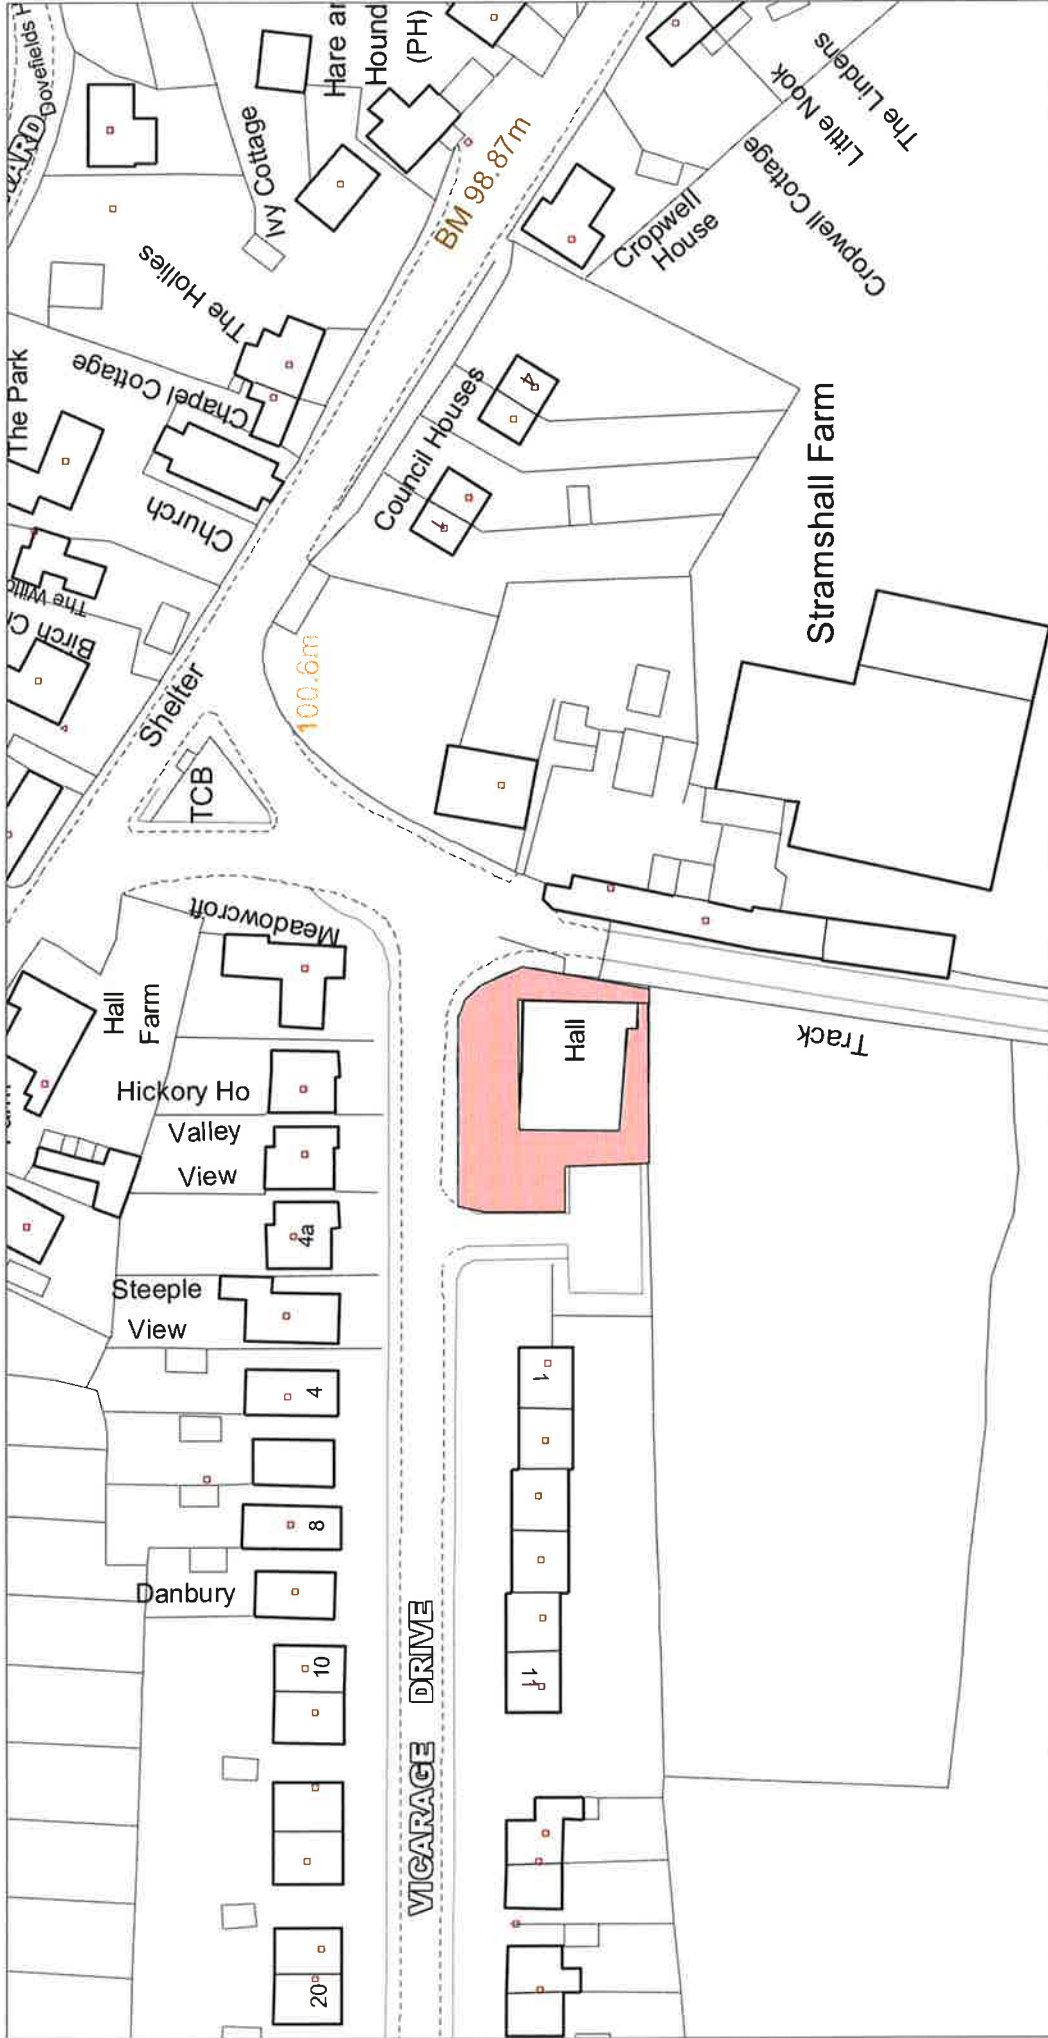 Dovefields
Hare
Hound
(PH)
Ivy Cottage
The Hollies
BM 98.87m
The Lindens
Little Nook
Cropwell Cottage
Cropwell
House
The Park
Chapel Cottage
Church
Council Houses
4
1
Stramshall Farm
Birch
Shelter
100.6m
TCB
Meadowcroft
Hall
Farm
Hall
Track
Hickory Ho
Valley
View
4a
Steeple
View
4
1
8
Danbury
10
11
VICARAGE DRIVE
20